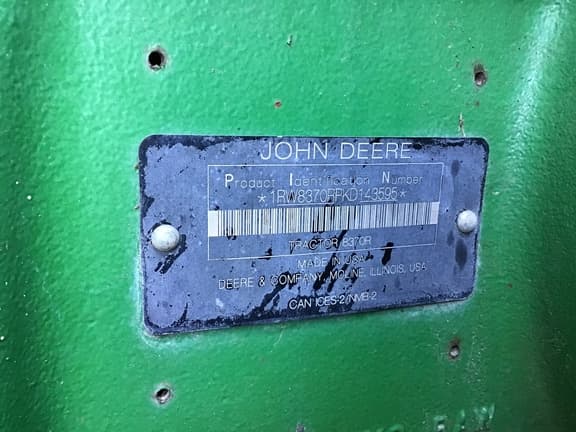 JOHN DEERE
Product Identification Number
*1RW8370RPKD143595*
TRACTOR 8370R
MADE IN USA
DEERE & COMPANY, MOLINE, ILLINOIS, USA
CAN ICES-2/NMB-2